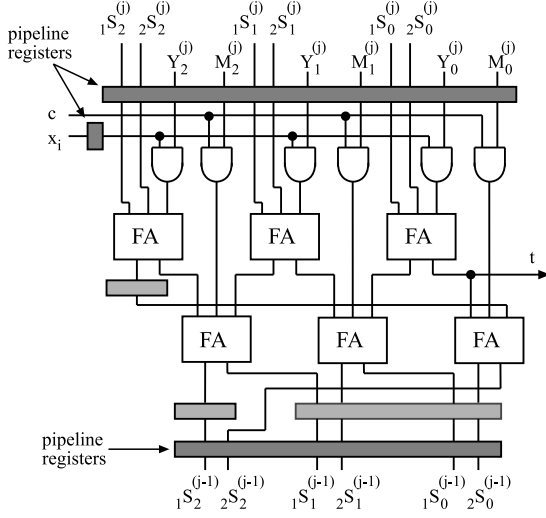 pipeline registers
₁S₂⁽ʲ⁾ ₂S₂⁽ʲ⁾ ₁S₁⁽ʲ⁾ ₂S₁⁽ʲ⁾ ₁S₀⁽ʲ⁾ ₂S₀⁽ʲ⁾
Y₂⁽ʲ⁾ M₂⁽ʲ⁾ Y₁⁽ʲ⁾ M₁⁽ʲ⁾ Y₀⁽ʲ⁾ M₀⁽ʲ⁾
c
xᵢ
FA FA FA
t
FA FA FA
pipeline registers
₁S₂⁽ʲ⁻¹⁾ ₂S₂⁽ʲ⁻¹⁾ ₁S₁⁽ʲ⁻¹⁾ ₂S₁⁽ʲ⁻¹⁾ ₁S₀⁽ʲ⁻¹⁾ ₂S₀⁽ʲ⁻¹⁾